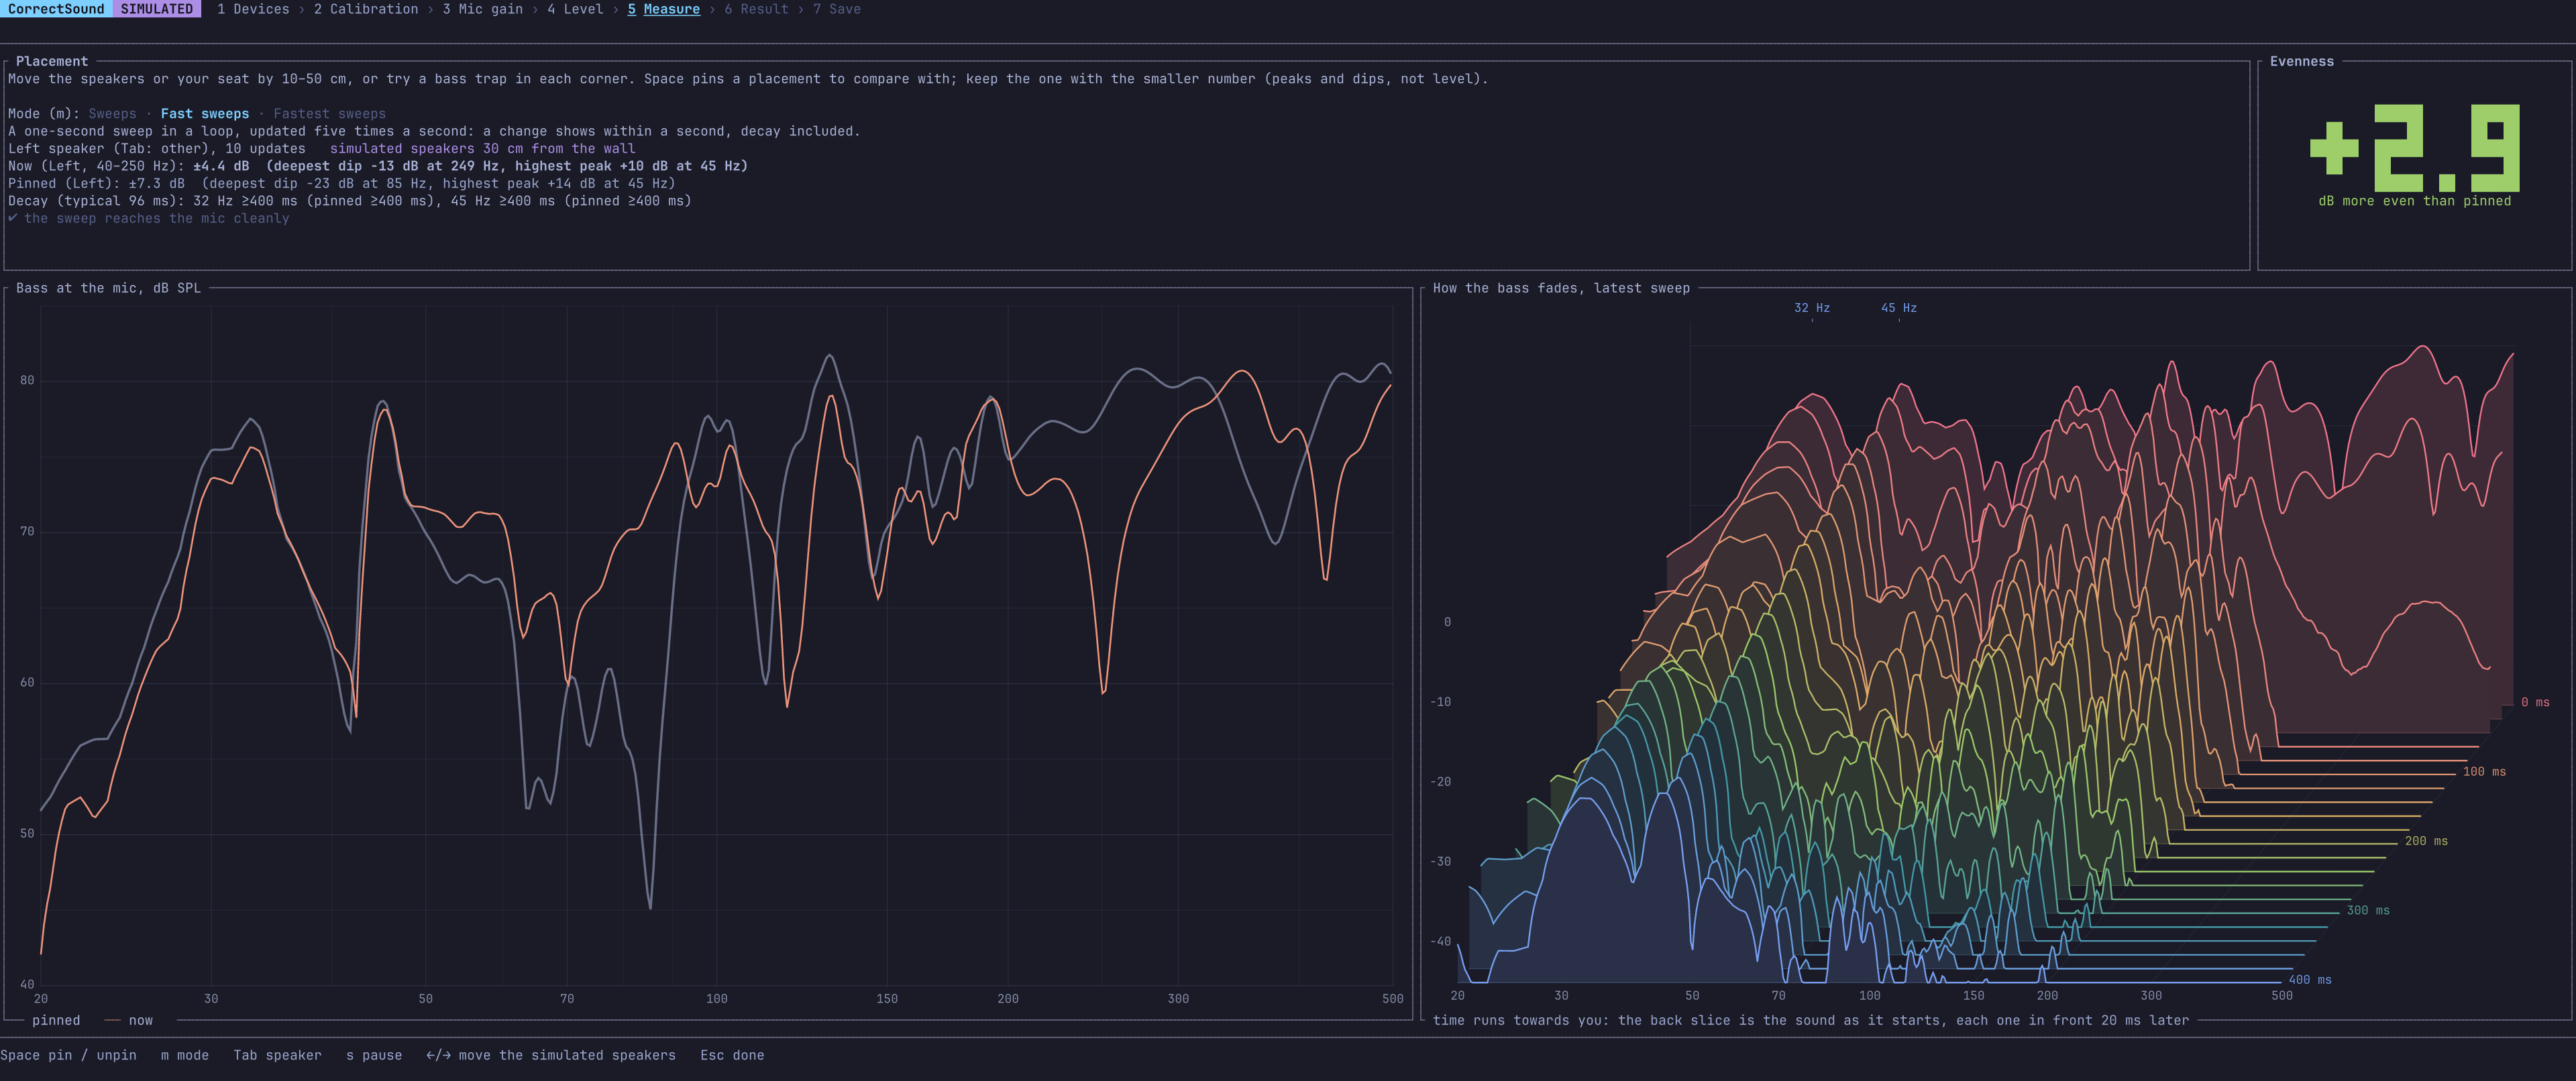 CorrectSound SIMULATED 1 Devices › 2 Calibration › 3 Mic gain › 4 Level › 5 Measure › 6 Result › 7 Save
Placement
Move the speakers or your seat by 10–50 cm, or try a bass trap in each corner. Space pins a placement to compare with; keep the one with the smaller number (peaks and dips, not level).
Mode (m): Sweeps · Fast sweeps · Fastest sweeps
A one-second sweep in a loop, updated five times a second: a change shows within a second, decay included.
Left speaker (Tab: other), 10 updates simulated speakers 30 cm from the wall
Now (Left, 40–250 Hz): ±4.4 dB (deepest dip -13 dB at 249 Hz, highest peak +10 dB at 45 Hz)
Pinned (Left): ±7.3 dB (deepest dip -23 dB at 85 Hz, highest peak +14 dB at 45 Hz)
Decay (typical 96 ms): 32 Hz ≥400 ms (pinned ≥400 ms), 45 Hz ≥400 ms (pinned ≥400 ms)
✔ the sweep reaches the mic cleanly
Evenness
+2.9
dB more even than pinned
Bass at the mic, dB SPL
80
70
60
50
40
20 30 50 70 100 150 200 300 500
pinned now
How the bass fades, latest sweep
32 Hz 45 Hz
0
-10
-20
-30
-40
0 ms
100 ms
200 ms
300 ms
400 ms
20 30 50 70 100 150 200 300 500
time runs towards you: the back slice is the sound as it starts, each one in front 20 ms later
Space pin / unpin m mode Tab speaker s pause ←/→ move the simulated speakers Esc done